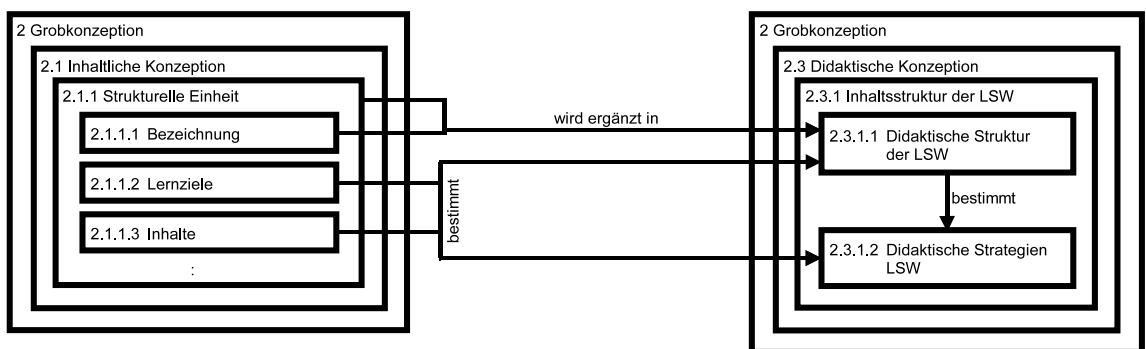 2 Grobkonzeption
2.1 Inhaltliche Konzeption
2.1.1 Strukturelle Einheit
2.1.1.1 Bezeichnung
2.1.1.2 Lernziele
2.1.1.3 Inhalte
:
wird ergänzt in
bestimmt
2 Grobkonzeption
2.3 Didaktische Konzeption
2.3.1 Inhaltsstruktur der LSW
2.3.1.1 Didaktische Struktur
der LSW
bestimmt
2.3.1.2 Didaktische Strategien
LSW